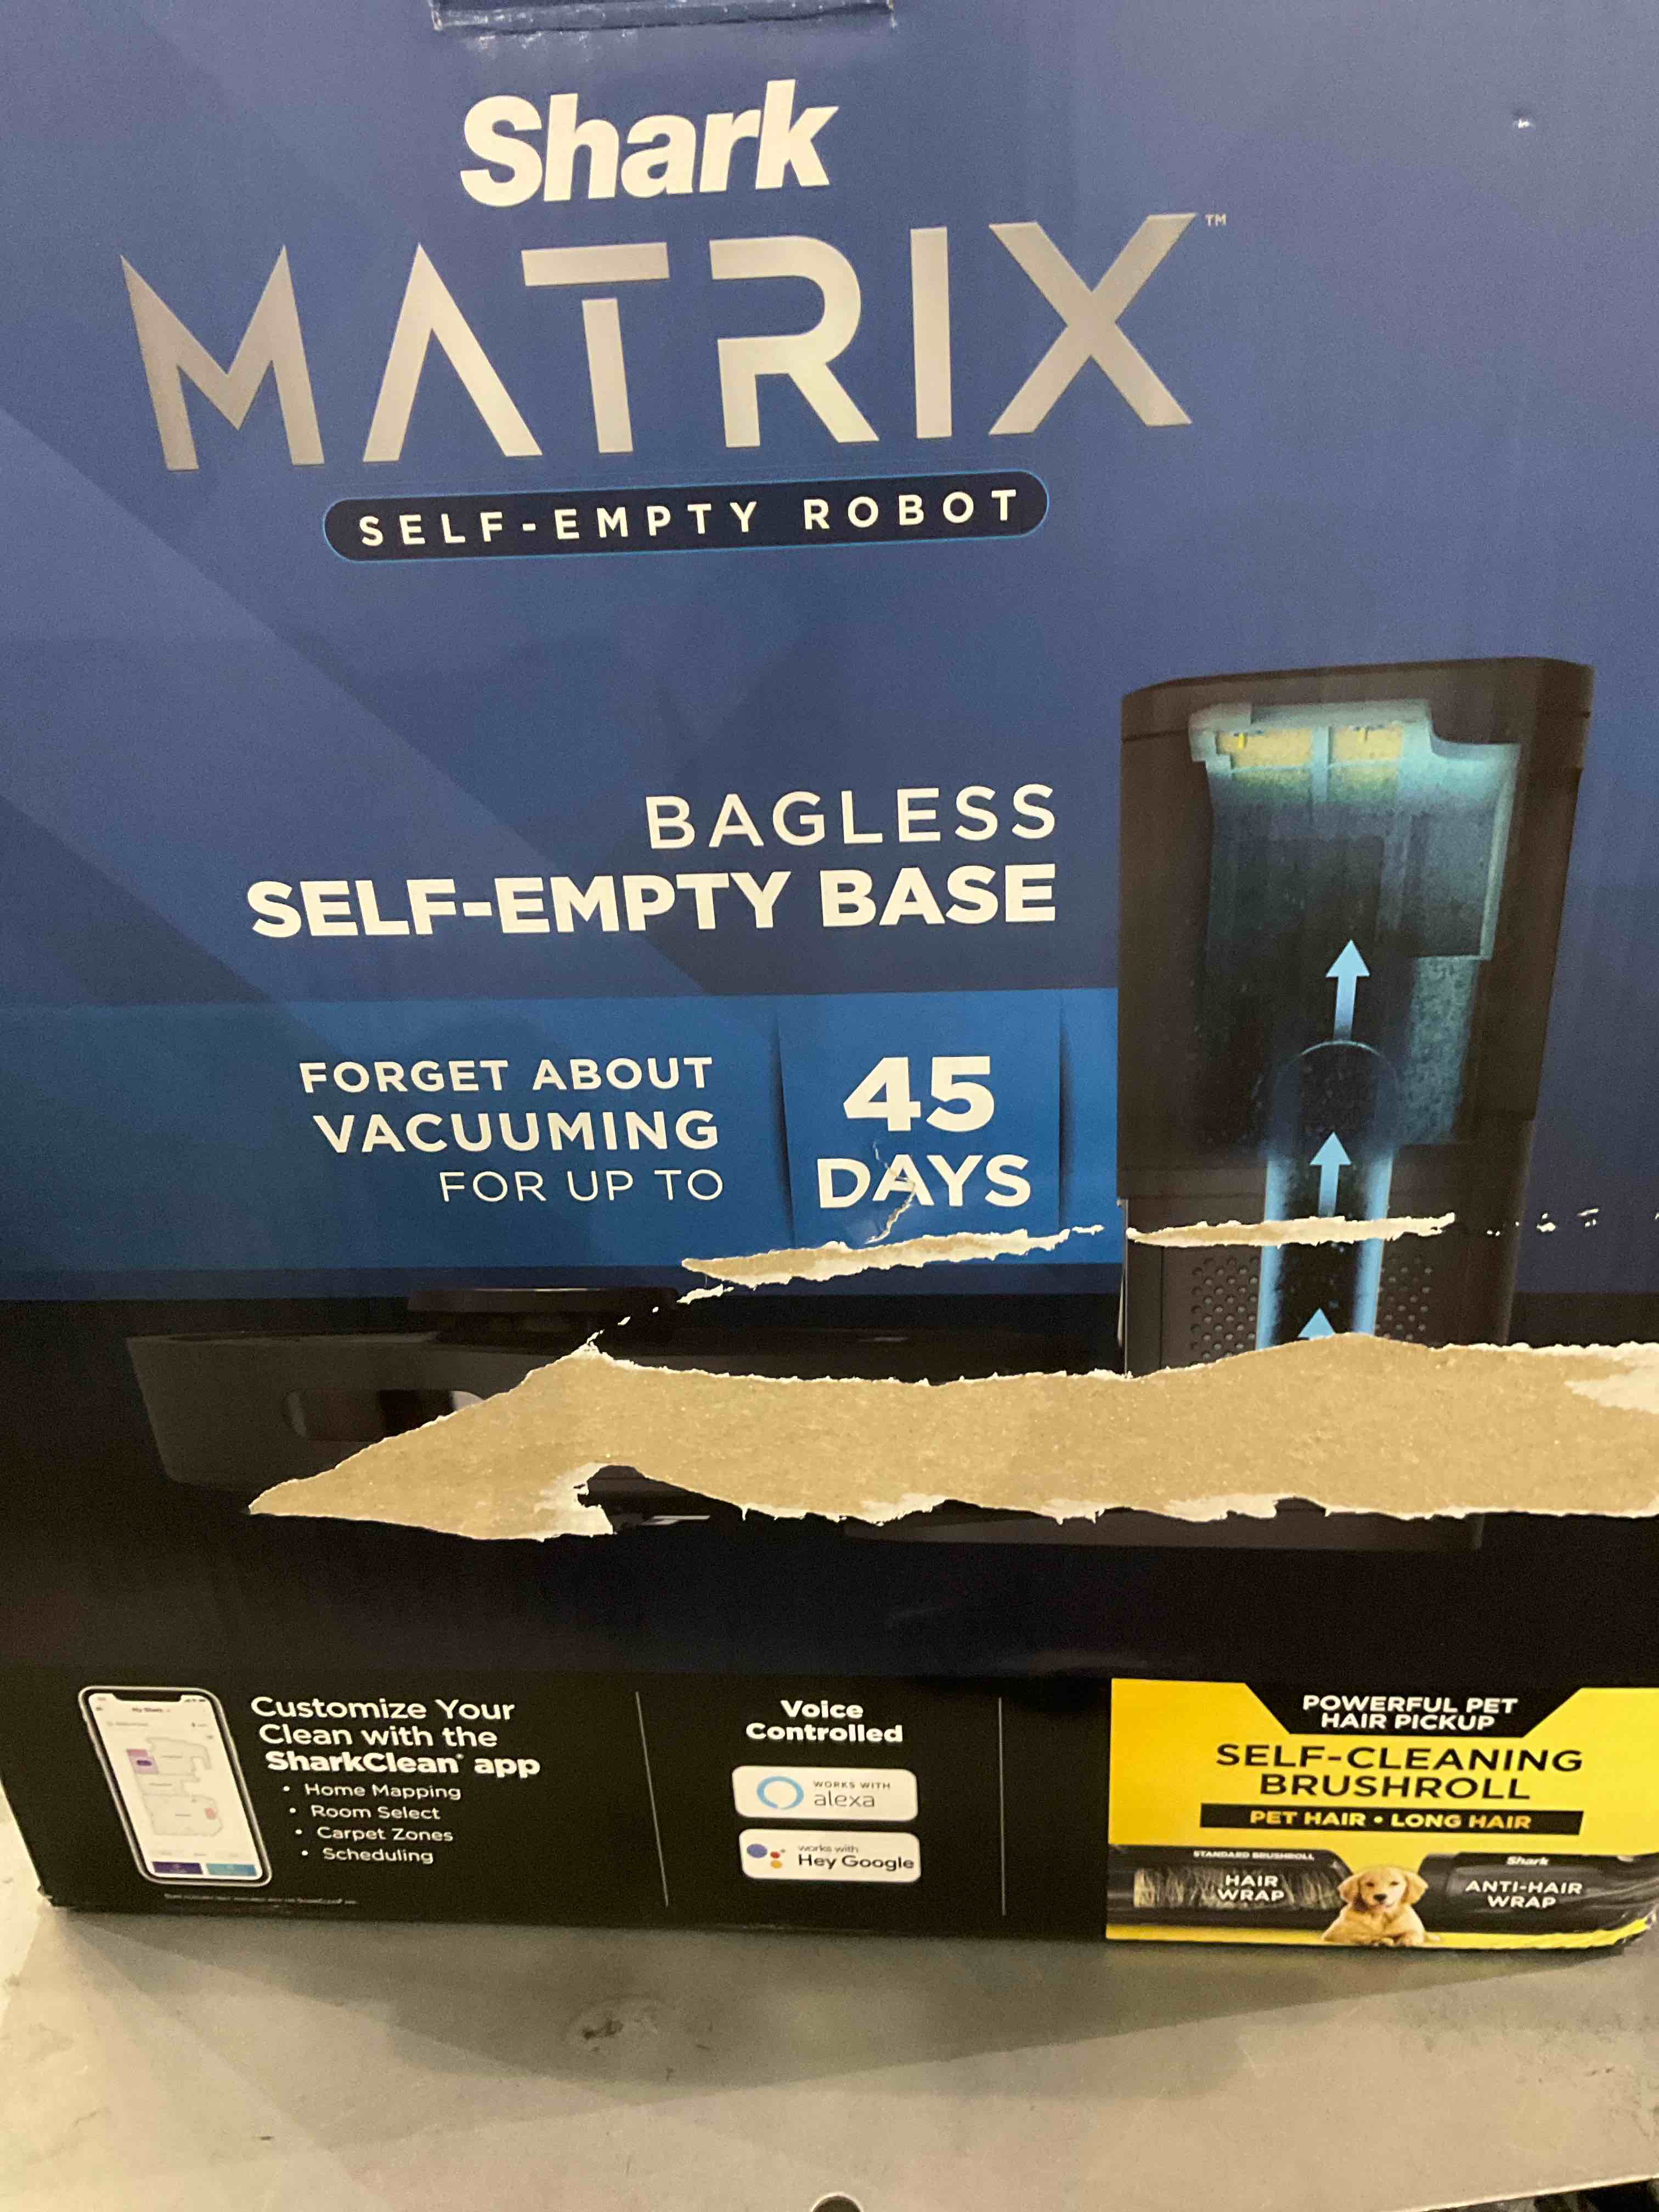 Shark
MATRIX™
SELF-EMPTY ROBOT
BAGLESS
SELF-EMPTY BASE
FORGET ABOUT
VACUUMING
FOR UP TO
45
DAYS
Customize Your
Clean with the
SharkClean® app
• Home Mapping
• Room Select
• Carpet Zones
• Scheduling
Voice
Controlled
WORKS WITH
alexa
works with
Hey Google
POWERFUL PET
HAIR PICKUP
SELF-CLEANING
BRUSHROLL
PET HAIR • LONG HAIR
STANDARD BRUSHROLL
HAIR
WRAP
Shark
ANTI-HAIR
WRAP